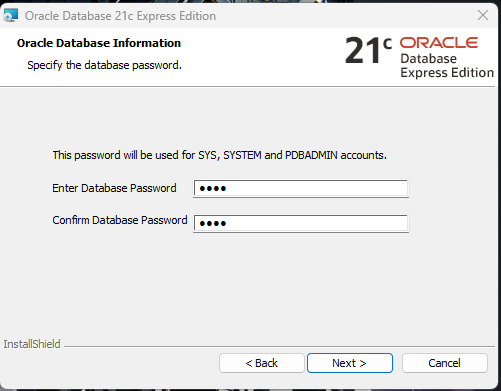 Oracle Database 21c Express Edition
Oracle Database Information
Specify the database password.
21c ORACLE
Database
Express Edition
This password will be used for SYS, SYSTEM and PDBADMIN accounts.
Enter Database Password ••••
Confirm Database Password ••••
InstallShield
< Back Next > Cancel